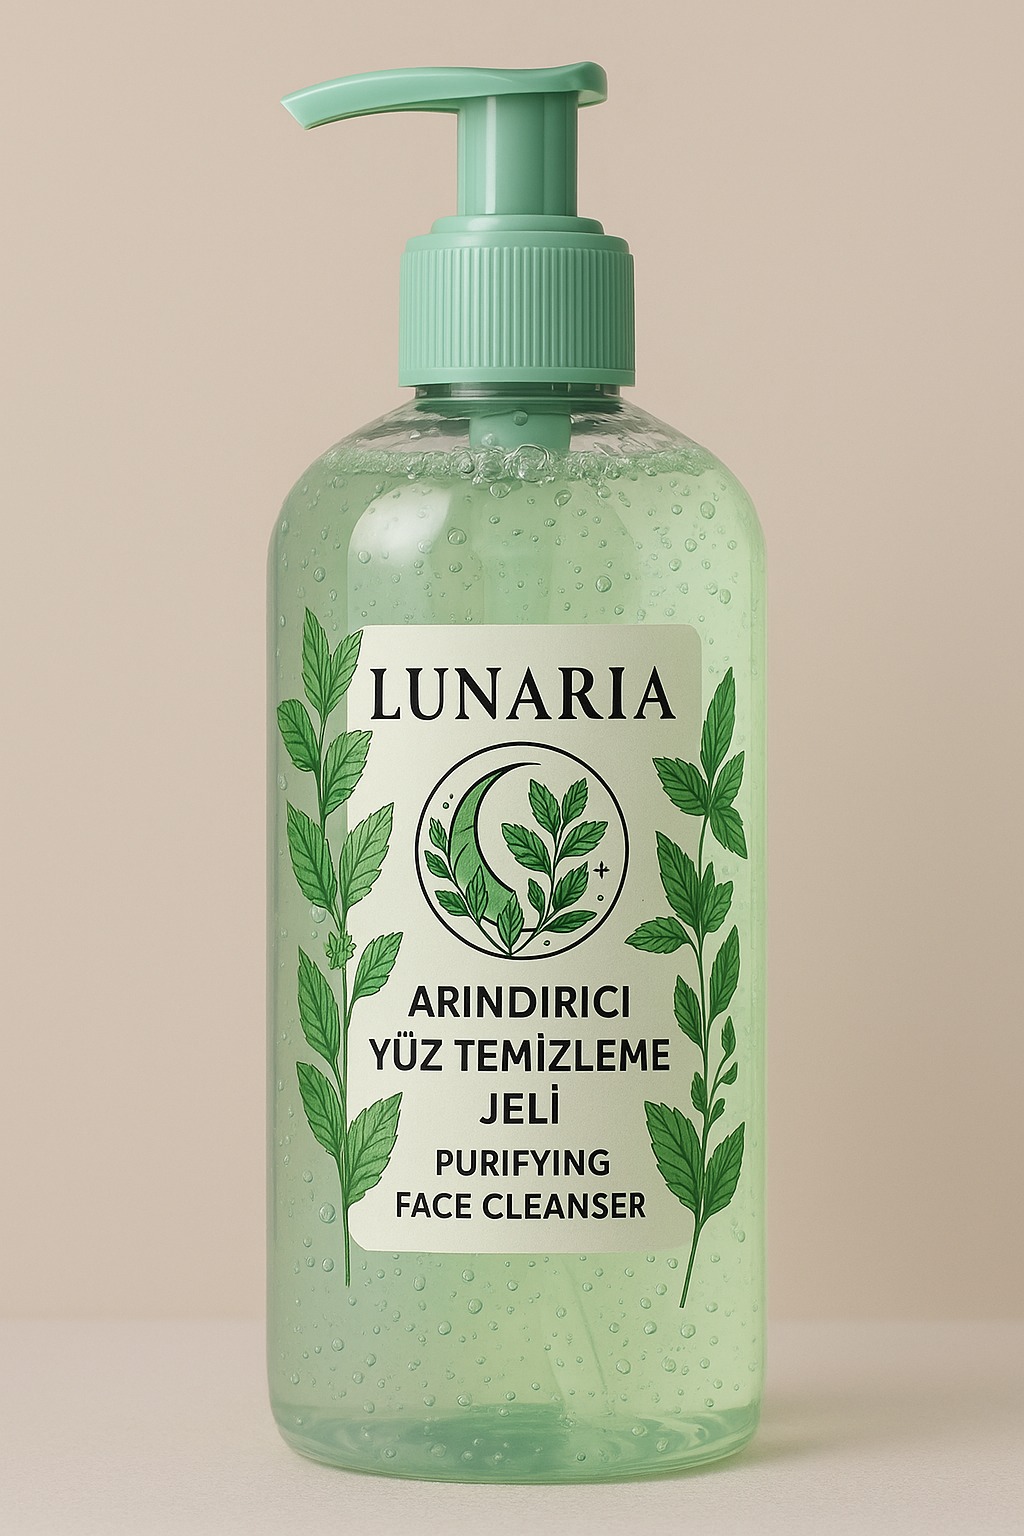 LUNARIA
ARINDIRICI
YÜZ TEMİZLEME
JELİ
PURIFYING
FACE CLEANSER